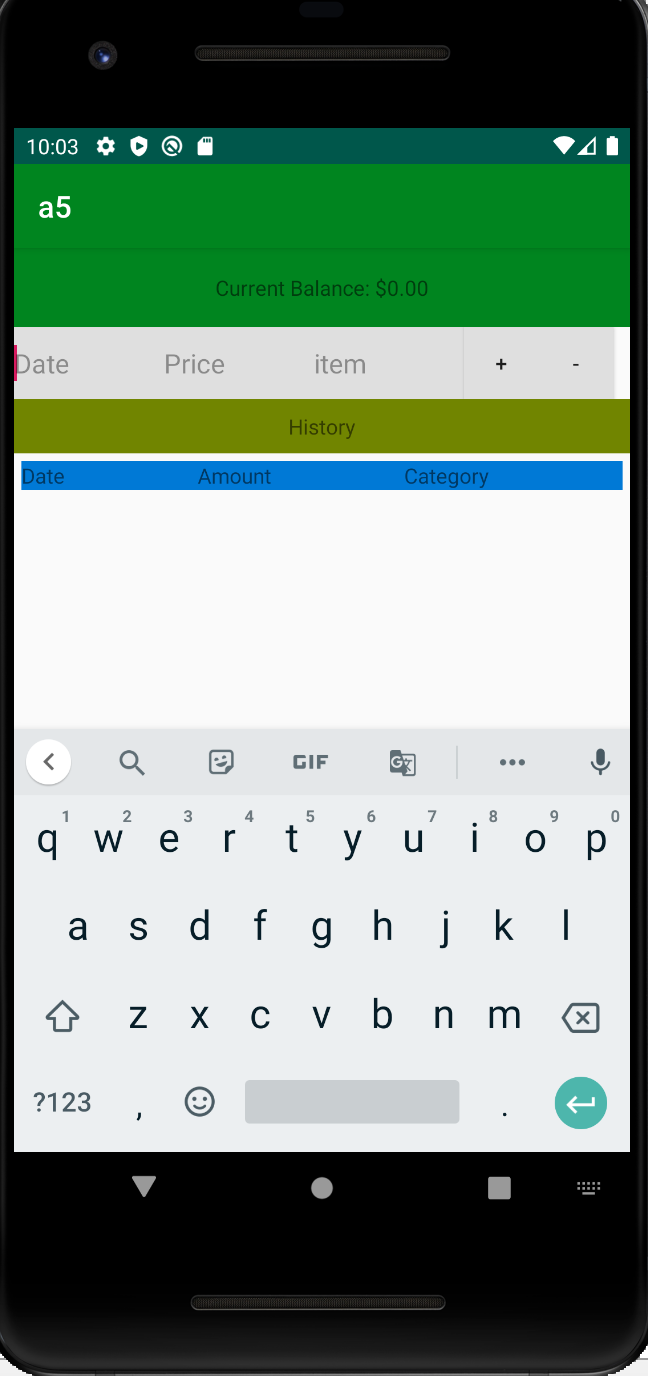 10:03
a5
Current Balance: $0.00
Date Price item + -
History
Date Amount Category
GIF G
1 2 3 4 5 6 7 8 9 0
q w e r t y u i o p
a s d f g h j k l
z x c v b n m
?123 , .